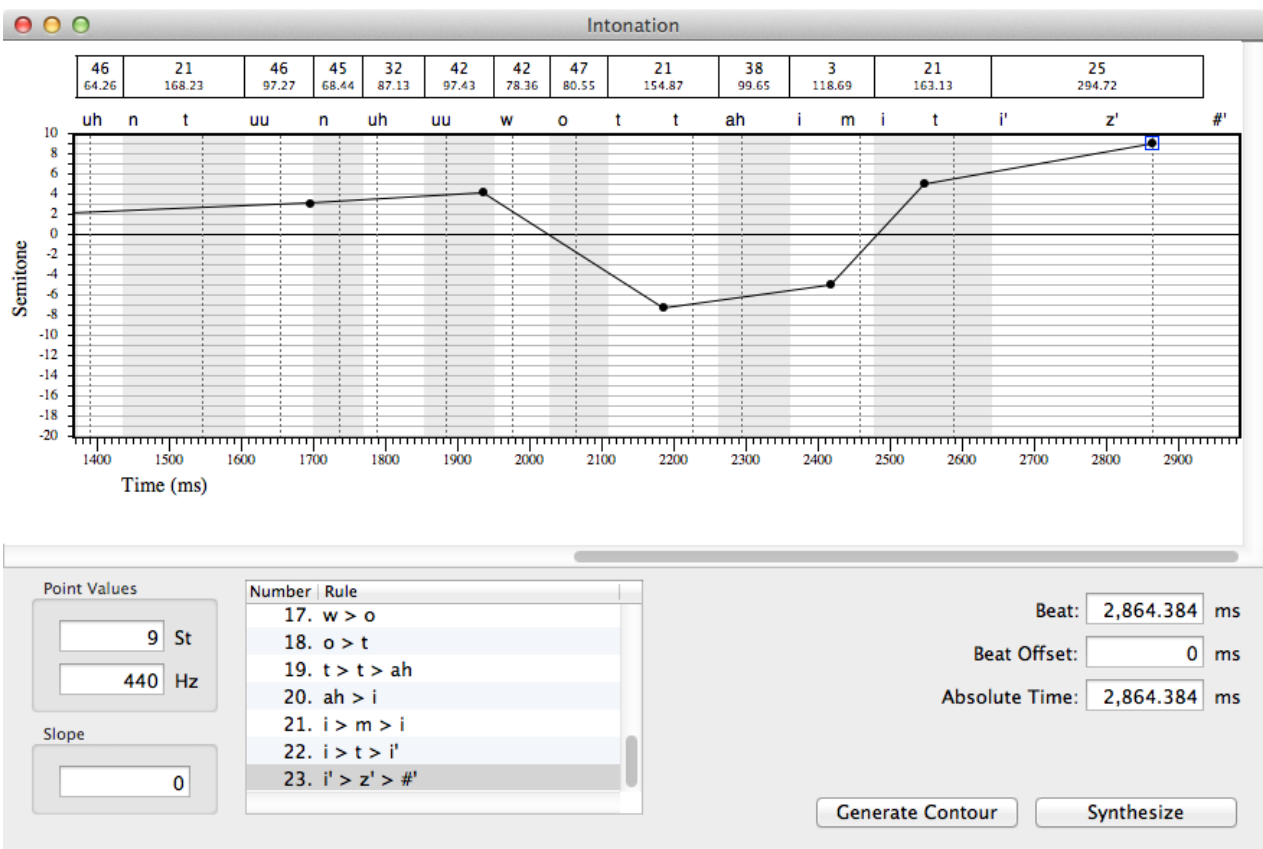 Intonation
46 21 46 45 32 42 42 47 21 38 3 21 25
64.26 168.23 97.27 68.44 87.13 97.43 78.36 80.55 154.87 99.65 118.69 163.13 294.72
uh n t uu n uh uu w o t t ah i m i t i' z' #'
10
8
6
4
2
0
-2
-4
-6
-8
-10
-12
-14
-16
-18
-20
Semitone
1400 1500 1600 1700 1800 1900 2000 2100 2200 2300 2400 2500 2600 2700 2800 2900
Time (ms)
Point Values
9 St
440 Hz
Slope
0
Number Rule
17. w > o
18. o > t
19. t > t > ah
20. ah > i
21. i > m > i
22. i > t > i'
23. i' > z' > #'
Beat: 2,864.384 ms
Beat Offset: 0 ms
Absolute Time: 2,864.384 ms
Generate Contour Synthesize